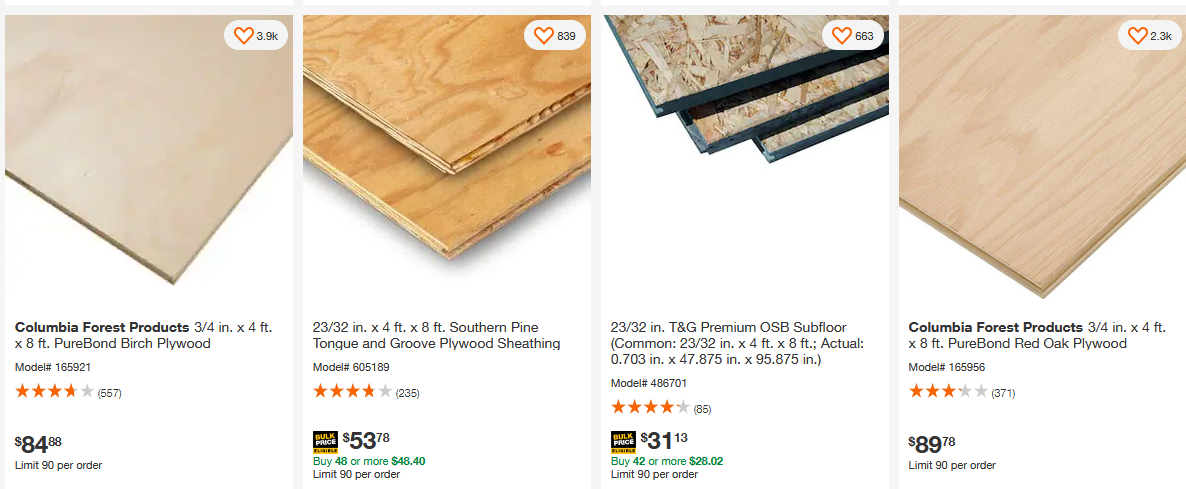 3.9k
839
663
2.3k
Columbia Forest Products 3/4 in. x 4 ft.
x 8 ft. PureBond Birch Plywood
Model# 165921
(557)
$84 88
Limit 90 per order
23/32 in. x 4 ft. x 8 ft. Southern Pine
Tongue and Groove Plywood Sheathing
Model# 605189
(235)
BULK
PRICE
ELIGIBLE
$53 78
Buy 48 or more $48.40
Limit 90 per order
23/32 in. T&G Premium OSB Subfloor
(Common: 23/32 in. x 4 ft. x 8 ft.; Actual:
0.703 in. x 47.875 in. x 95.875 in.)
Model# 486701
(85)
BULK
PRICE
ELIGIBLE
$31 13
Buy 42 or more $28.02
Limit 90 per order
Columbia Forest Products 3/4 in. x 4 ft.
x 8 ft. PureBond Red Oak Plywood
Model# 165956
(371)
$89 78
Limit 90 per order